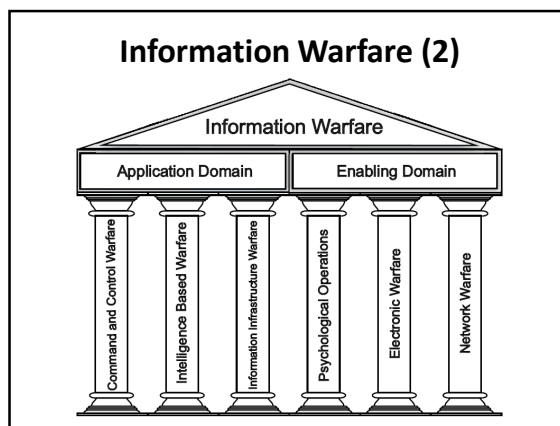 Information Warfare (2)
Information Warfare
Application Domain
Enabling Domain
Command and Control Warfare
Intelligence Based Warfare
Information Infrastructure Warfare
Psychological Operations
Electronic Warfare
Network Warfare